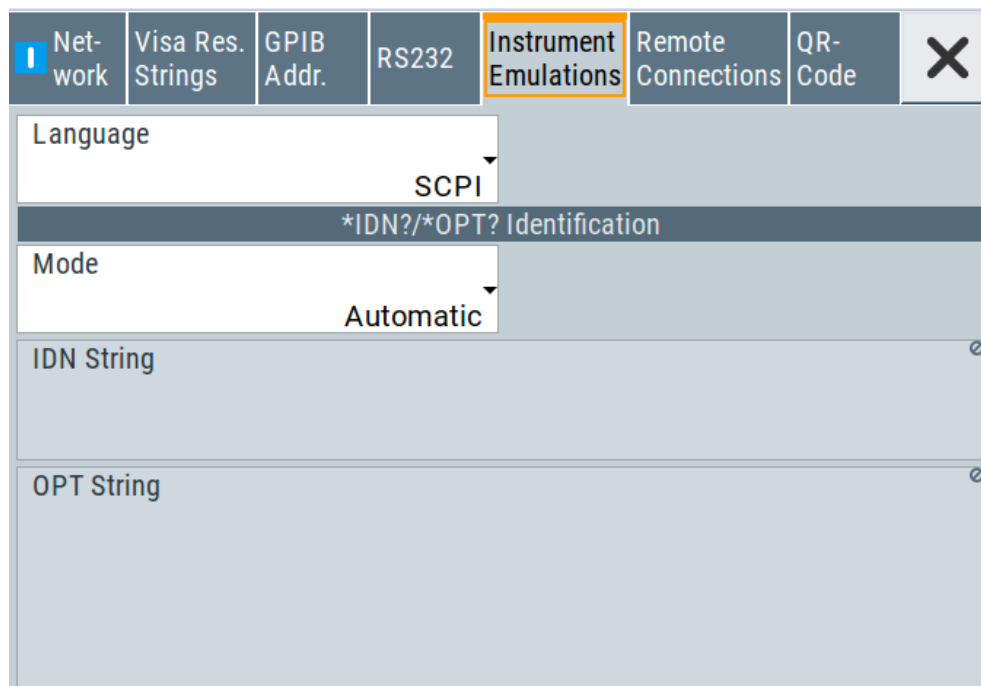 Net-
work
Visa Res.
Strings
GPIB
Addr.
RS232
Instrument
Emulations
Remote
Connections
QR-
Code
Language
SCPI
*IDN?/*OPT? Identification
Mode
Automatic
IDN String
OPT String